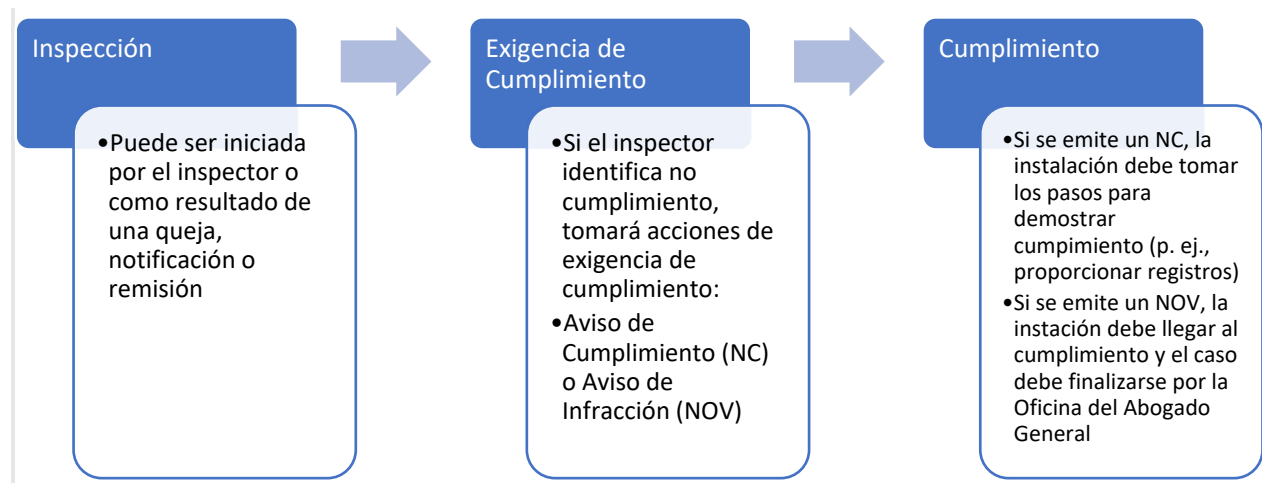 Inspección
•Puede ser iniciada
por el inspector o
como resultado de
una queja,
notificación o
remisión
Exigencia de
Cumplimiento
•Si el inspector
identifica no
cumplimiento,
tomará acciones de
exigencia de
cumplimiento:
•Aviso de
Cumplimiento (NC)
o Aviso de
Infracción (NOV)
Cumplimiento
•Si se emite un NC, la
instalación debe tomar
los pasos para
demostrar
cumpimiento (p. ej.,
proporcionar registros)
•Si se emite un NOV, la
instación debe llegar al
cumplimiento y el caso
debe finalizarse por la
Oficina del Abogado
General